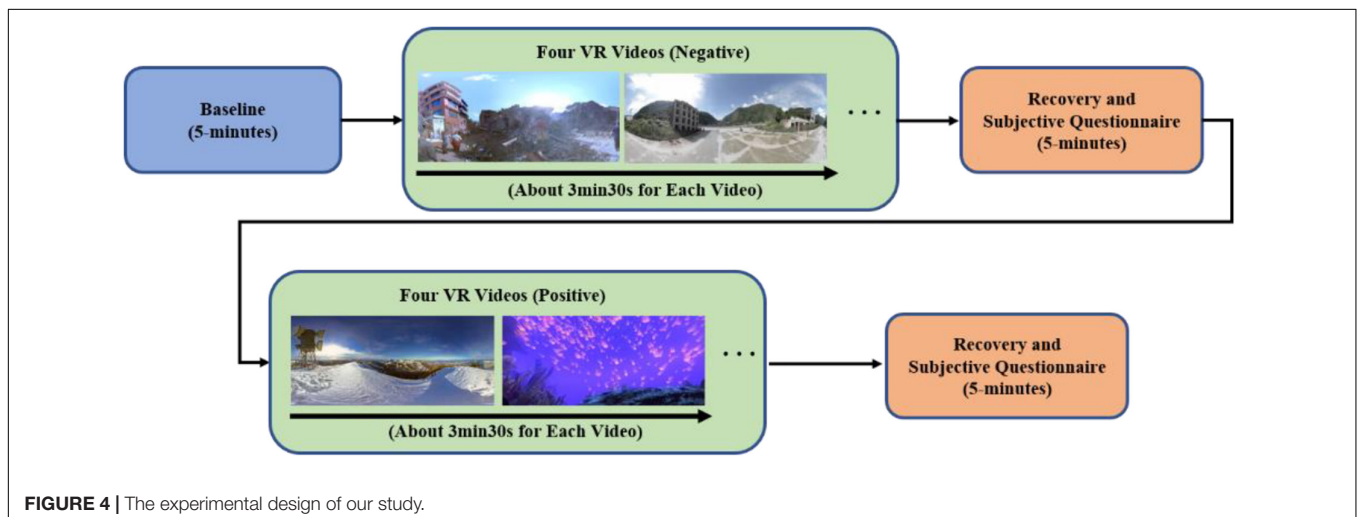 Baseline
(5-minutes)
Four VR Videos (Negative)
• • •
(About 3min30s for Each Video)
Recovery and
Subjective Questionnaire
(5-minutes)
Four VR Videos (Positive)
• • •
(About 3min30s for Each Video)
Recovery and
Subjective Questionnaire
(5-minutes)
FIGURE 4 | The experimental design of our study.